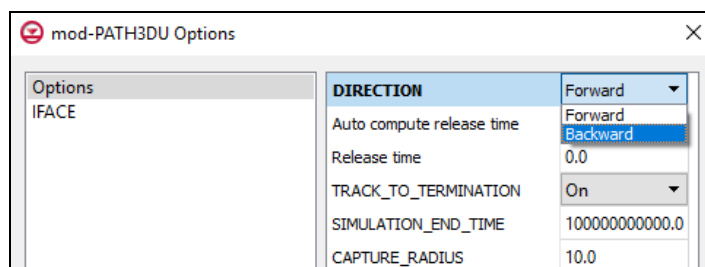 mod-PATH3DU Options
Options
IFACE
DIRECTION Forward
Forward
Backward
Auto compute release time
Release time 0.0
TRACK_TO_TERMINATION On
SIMULATION_END_TIME 100000000000.0
CAPTURE_RADIUS 10.0